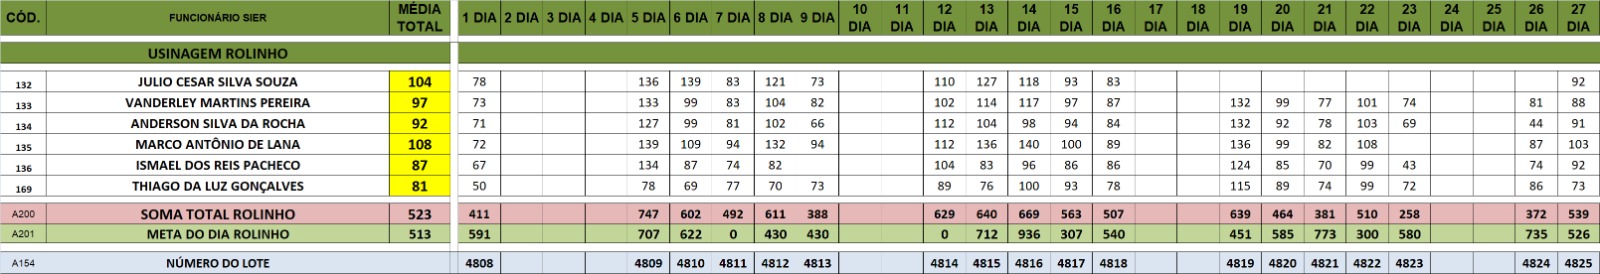 CÓD. FUNCIONÁRIO SIER MÉDIA TOTAL 1 DIA 2 DIA 3 DIA 4 DIA 5 DIA 6 DIA 7 DIA 8 DIA 9 DIA 10 DIA 11 DIA 12 DIA 13 DIA 14 DIA 15 DIA 16 DIA 17 DIA 18 DIA 19 DIA 20 DIA 21 DIA 22 DIA 23 DIA 24 DIA 25 DIA 26 DIA 27 DIA
USINAGEM ROLINHO
132 JULIO CESAR SILVA SOUZA 104 78 136 139 83 121 73 110 127 118 93 83 92
133 VANDERLEY MARTINS PEREIRA 97 73 133 99 83 104 82 102 114 117 97 87 132 99 77 101 74 81 88
134 ANDERSON SILVA DA ROCHA 92 71 127 99 81 102 66 112 104 98 94 84 132 92 78 103 69 44 91
135 MARCO ANTÔNIO DE LANA 108 72 139 109 94 132 94 112 136 140 100 89 136 99 82 108 87 103
136 ISMAEL DOS REIS PACHECO 87 67 134 87 74 82 104 83 96 86 86 124 85 70 99 43 74 92
169 THIAGO DA LUZ GONÇALVES 81 50 78 69 77 70 73 89 76 100 93 78 115 89 74 99 72 86 73
A200 SOMA TOTAL ROLINHO 523 411 747 602 492 611 388 629 640 669 563 507 639 464 381 510 258 372 539
A201 META DO DIA ROLINHO 513 591 707 622 0 430 430 0 712 936 307 540 451 585 773 300 580 735 526
A154 NÚMERO DO LOTE 4808 4809 4810 4811 4812 4813 4814 4815 4816 4817 4818 4819 4820 4821 4822 4823 4824 4825